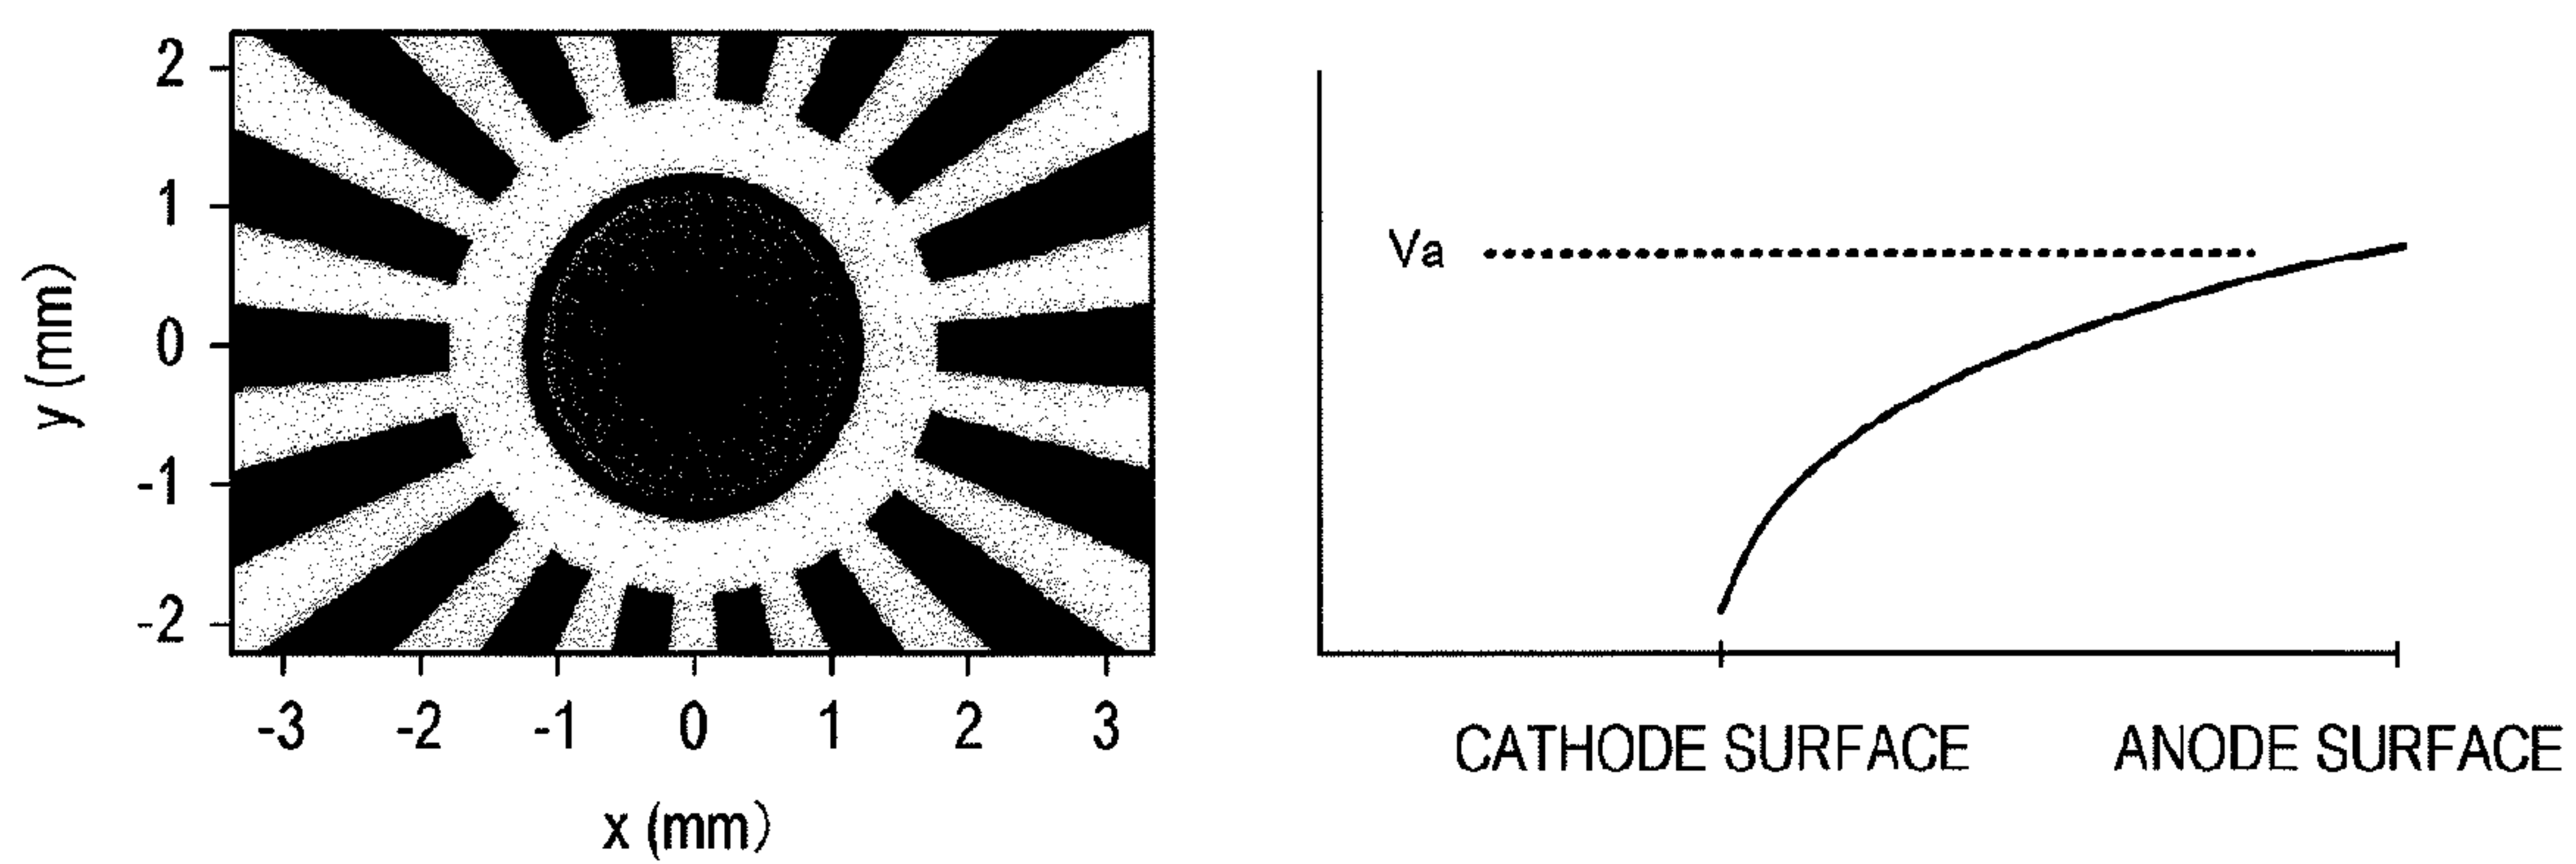 2
1
0
-1
-2
y (mm)
-3 -2 -1 0 1 2 3
x (mm)
Va
CATHODE SURFACE ANODE SURFACE